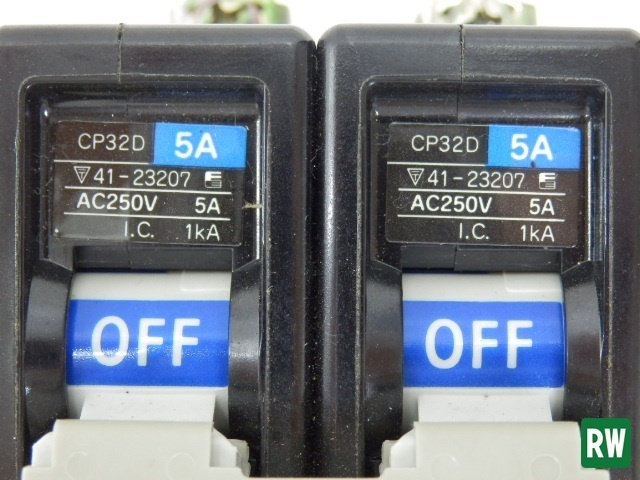 CP32D 5A
▽41-23207
AC250V 5A
I.C. 1kA
OFF
CP32D 5A
▽41-23207
AC250V 5A
I.C. 1kA
OFF
RW